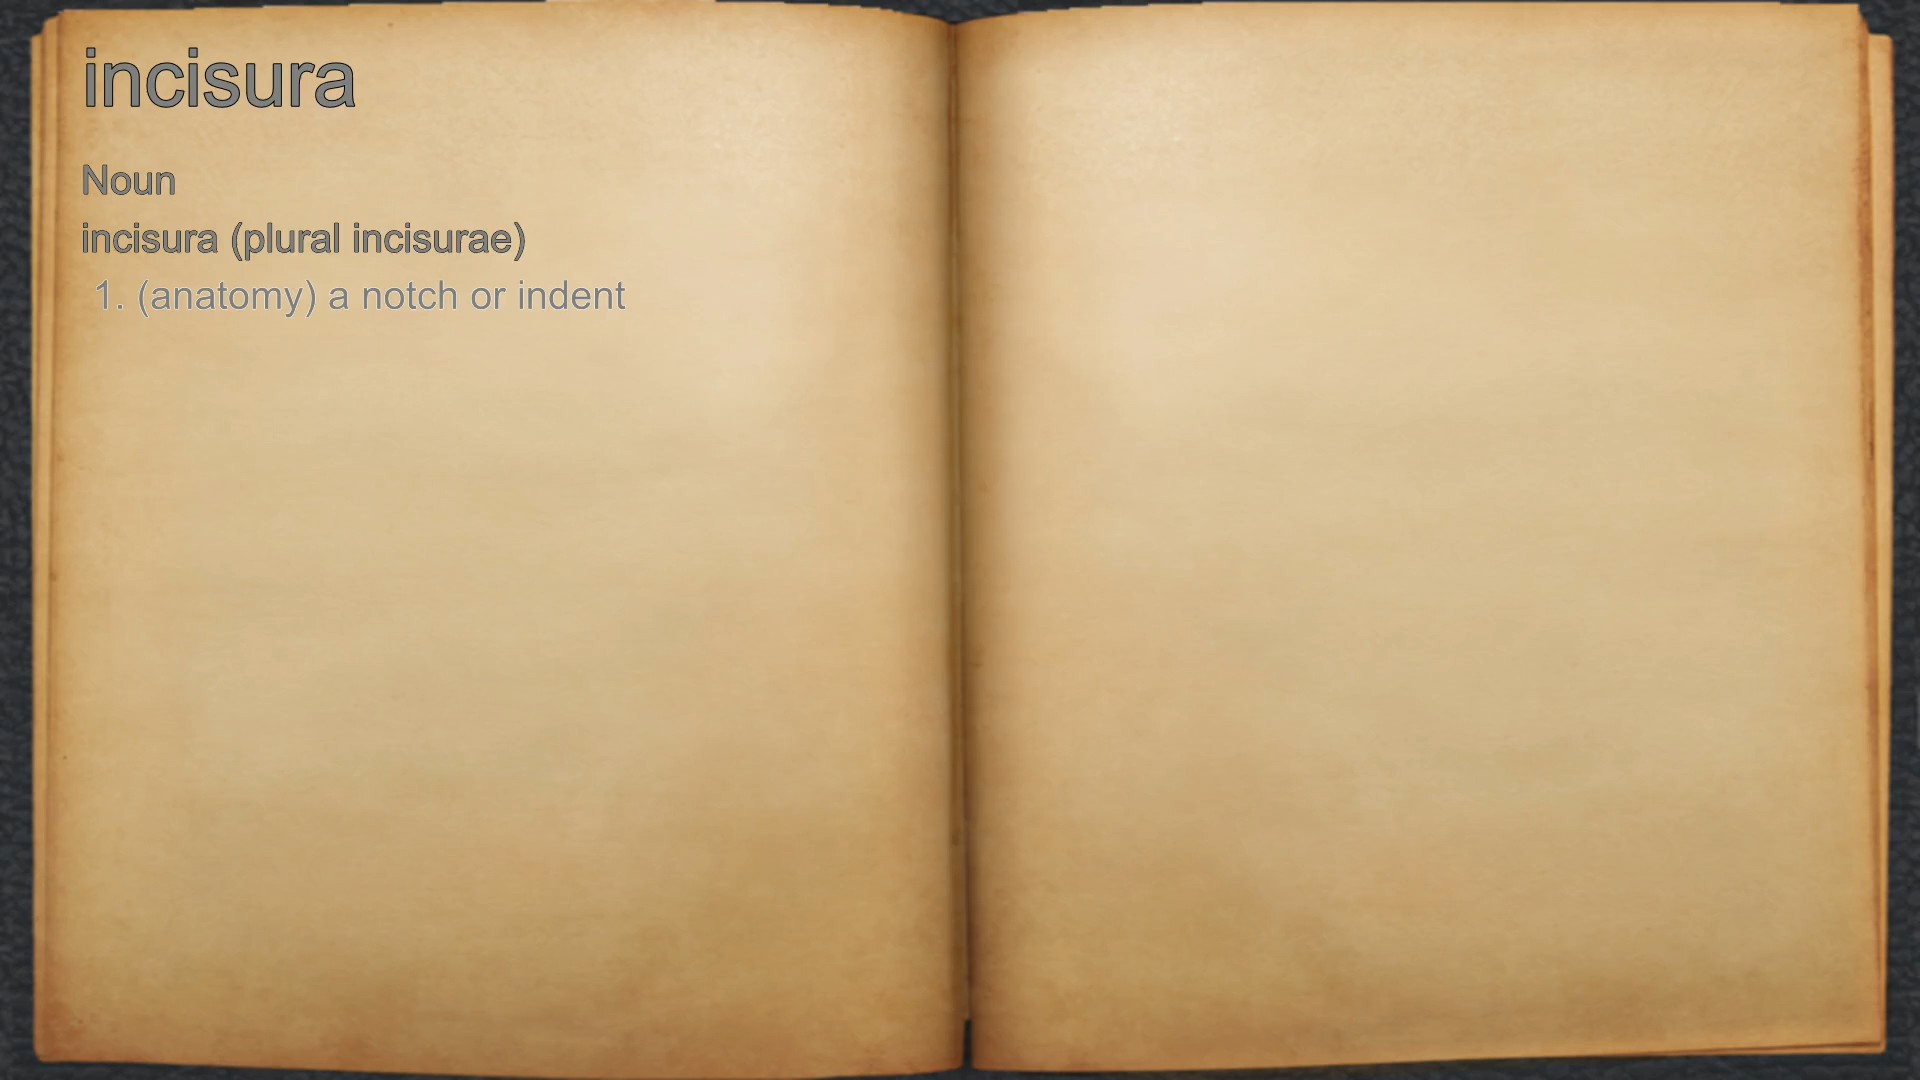 incisura
Noun
incisura (plural incisurae)
1. (anatomy) a notch or indent